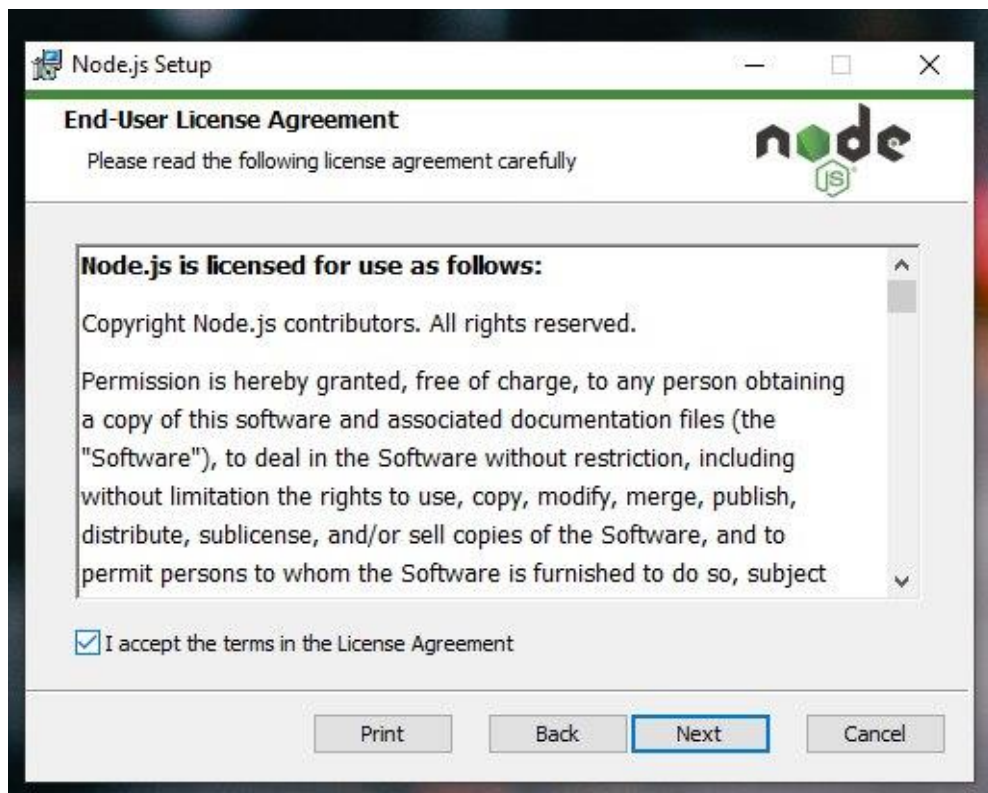 Node.js Setup
End-User License Agreement
Please read the following license agreement carefully
node
JS
Node.js is licensed for use as follows:
Copyright Node.js contributors. All rights reserved.
Permission is hereby granted, free of charge, to any person obtaining
a copy of this software and associated documentation files (the
"Software"), to deal in the Software without restriction, including
without limitation the rights to use, copy, modify, merge, publish,
distribute, sublicense, and/or sell copies of the Software, and to
permit persons to whom the Software is furnished to do so, subject
I accept the terms in the License Agreement
Print Back Next Cancel